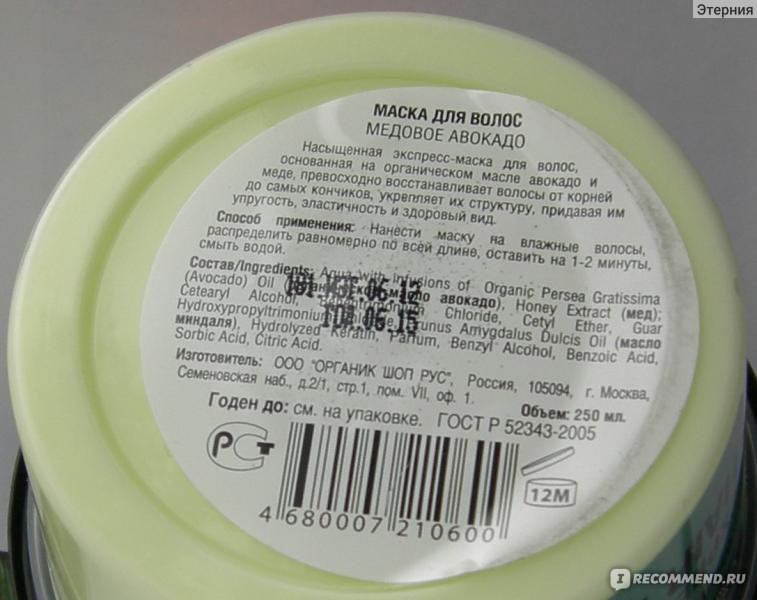 Этерния
МАСКА ДЛЯ ВОЛОС
МЕДОВОЕ АВОКАДО
Насыщенная экспресс-маска для волос,
основанная на органическом масле авокадо и
меде, превосходно восстанавливает волосы от корней
до самых кончиков, укрепляет их структуру, придавая им
упругость, эластичность и здоровый вид.
Способ применения: Нанести маску на влажные волосы,
распределить равномерно по всей длине, оставить на 1-2 минуты,
смыть водой.
Состав/Ingredients: Aqua with Infusions of Organic Persea Gratissima
(Avocado) Oil масло авокадо), Honey Extract (мед);
Cetearyl Alcohol, Chloride, Cetyl Ether, Guar
Hydroxypropyltrimonium Prunus Amygdalus Dulcis Oil (масло
миндаля), Hydrolyzed Keratin, Parfum, Benzyl Alcohol, Benzoic Acid,
Sorbic Acid, Citric Acid.
06.13
06.15
Изготовитель: ООО "ОРГАНИК ШОП РУС", Россия, 105094, г. Москва,
Семеновская наб., д.2/1, стр.1, пом. VII, оф. 1.
Объем: 250 мл.
Годен до: см. на упаковке. ГОСТ Р 52343-2005
РСТ
12M
4 680007 210600
I RECOMMEND.RU